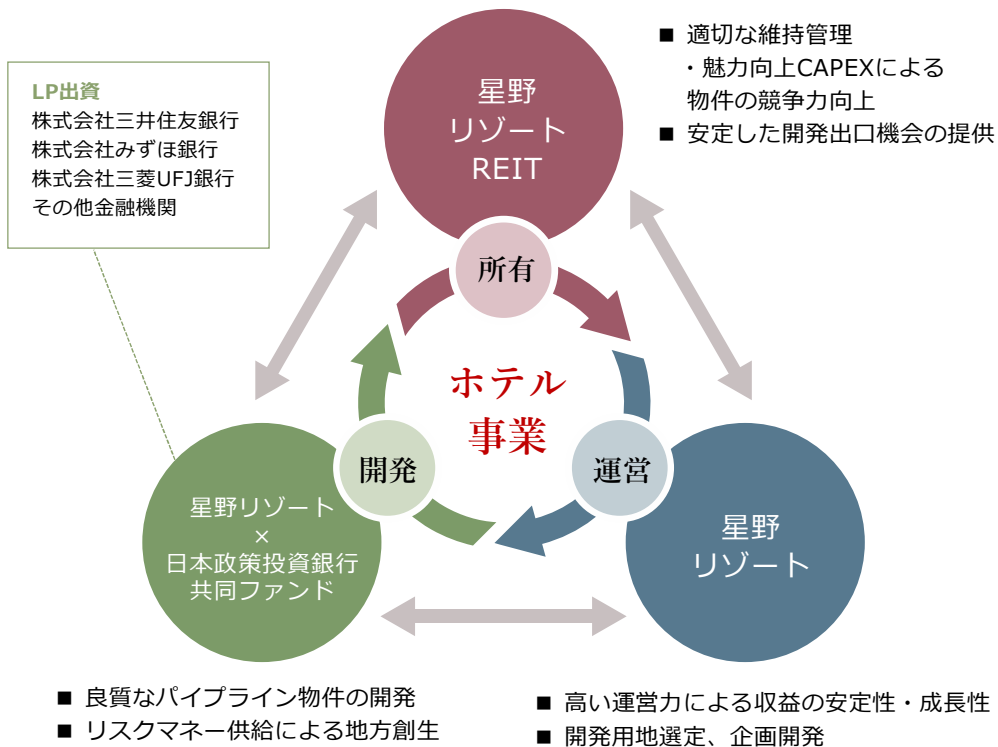 ■ 適切な維持管理
・魅力向上CAPEXによる
物件の競争力向上
■ 安定した開発出口機会の提供
LP出資
株式会社三井住友銀行
株式会社みずほ銀行
株式会社三菱UFJ銀行
その他金融機関
星野
リゾート
REIT
所有
ホテル
事業
開発
運営
星野リゾート
×
日本政策投資銀行
共同ファンド
星野
リゾート
■ 良質なパイプライン物件の開発
■ リスクマネー供給による地方創生
■ 高い運営力による収益の安定性・成長性
■ 開発用地選定、企画開発